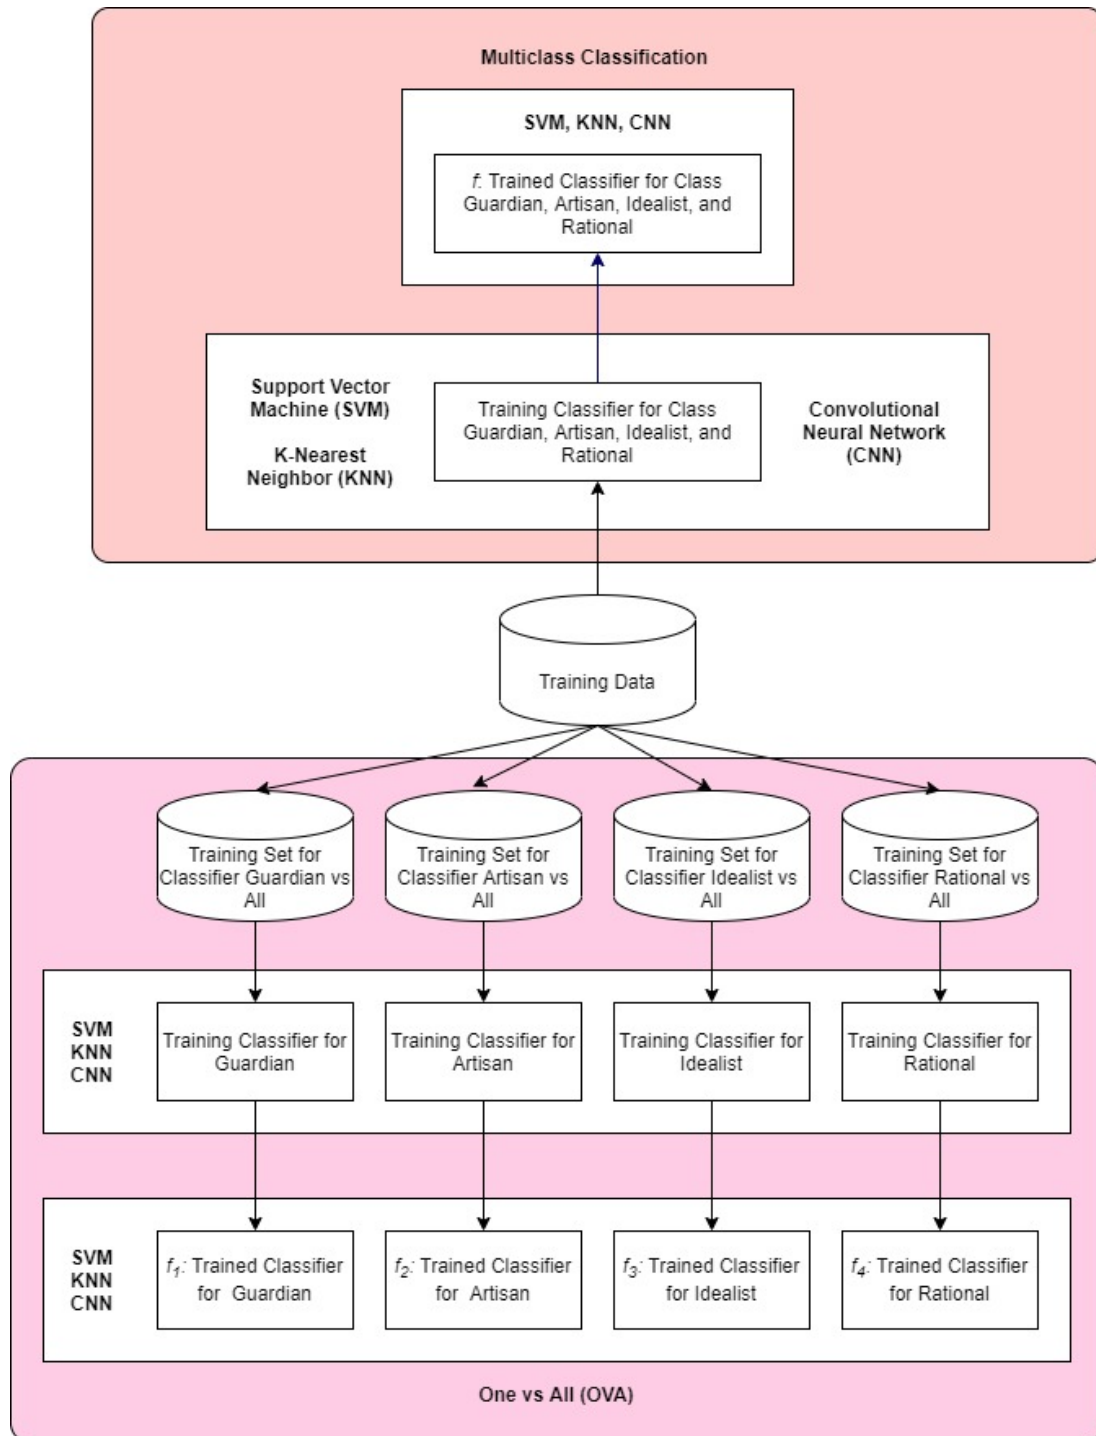 Multiclass Classification
SVM, KNN, CNN
f: Trained Classifier for Class
Guardian, Artisan, Idealist, and
Rational
Support Vector
Machine (SVM)
K-Nearest
Neighbor (KNN)
Training Classifier for Class
Guardian, Artisan, Idealist, and
Rational
Convolutional
Neural Network
(CNN)
Training Data
Training Set for
Classifier Guardian vs
All
Training Set for
Classifier Artisan vs
All
Training Set for
Classifier Idealist vs
All
Training Set for
Classifier Rational vs
All
SVM
KNN
CNN
Training Classifier for
Guardian
Training Classifier for
Artisan
Training Classifier for
Idealist
Training Classifier for
Rational
SVM
KNN
CNN
f1: Trained Classifier
for Guardian
f2: Trained Classifier
for Artisan
f3: Trained Classifier
for Idealist
f4: Trained Classifier
for Rational
One vs All (OVA)